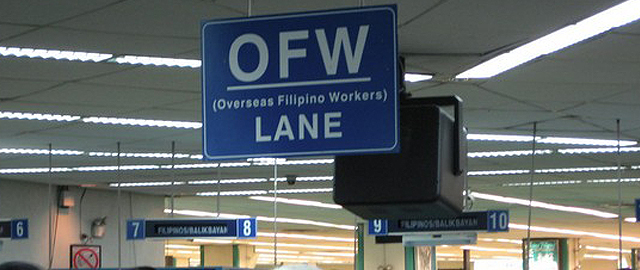 OFW
(Overseas Filipino Workers)
LANE
6
7 FILIPINOS/BALIKBAYAN 8
9 FILIPINOS/BALIKBAYAN 10